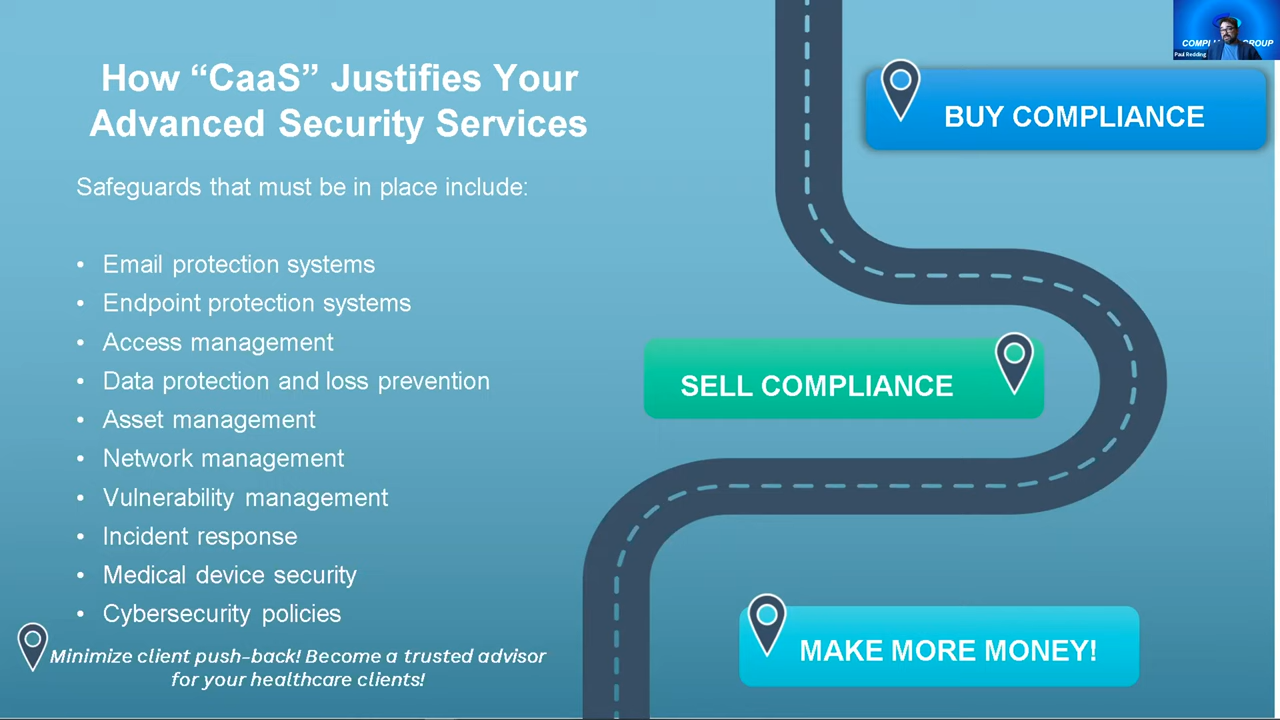 How “CaaS” Justifies Your
Advanced Security Services
Safeguards that must be in place include:
• Email protection systems
• Endpoint protection systems
• Access management
• Data protection and loss prevention
• Asset management
• Network management
• Vulnerability management
• Incident response
• Medical device security
• Cybersecurity policies
Minimize client push-back! Become a trusted advisor
for your healthcare clients!
BUY COMPLIANCE
SELL COMPLIANCE
MAKE MORE MONEY!
GROUP
Paul Redding